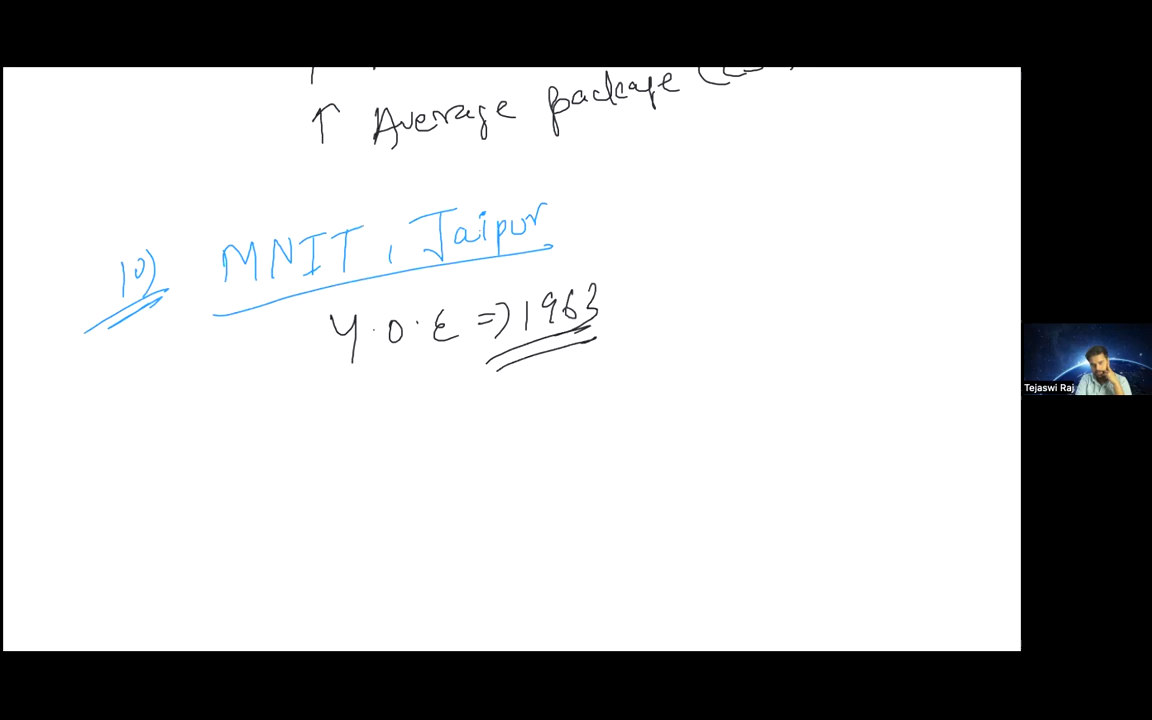 ↑ Average package
10) MNIT, Jaipur
Y.O.E => 1963
Tejaswi Raj